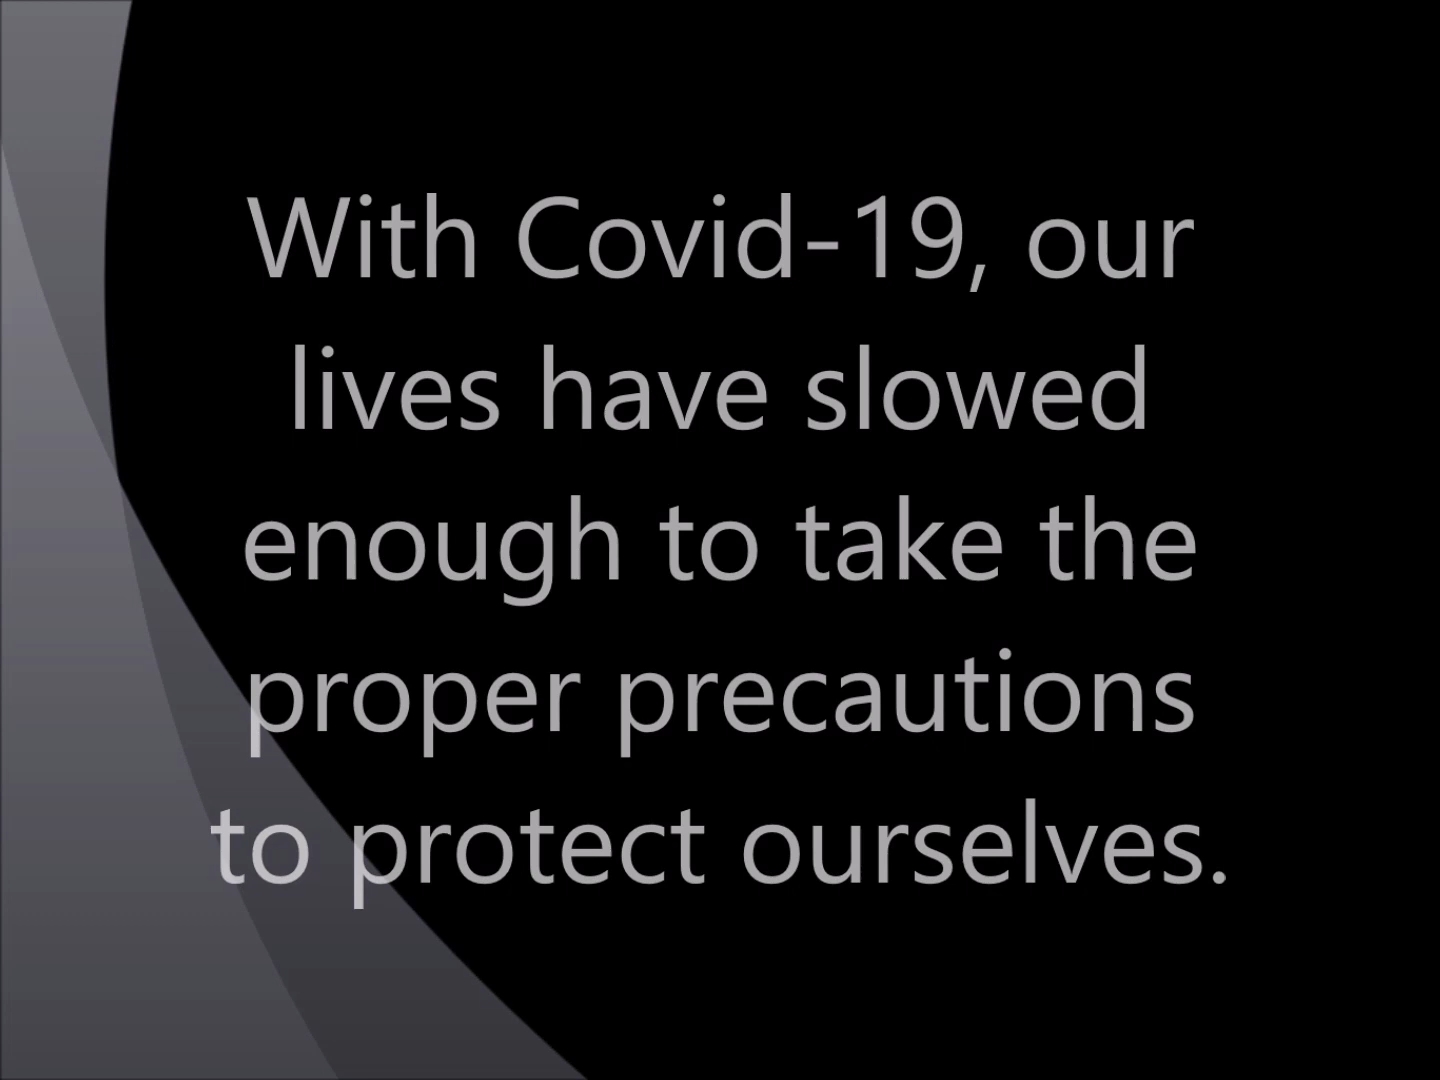 With Covid-19, our
lives have slowed
enough to take the
proper precautions
to protect ourselves.